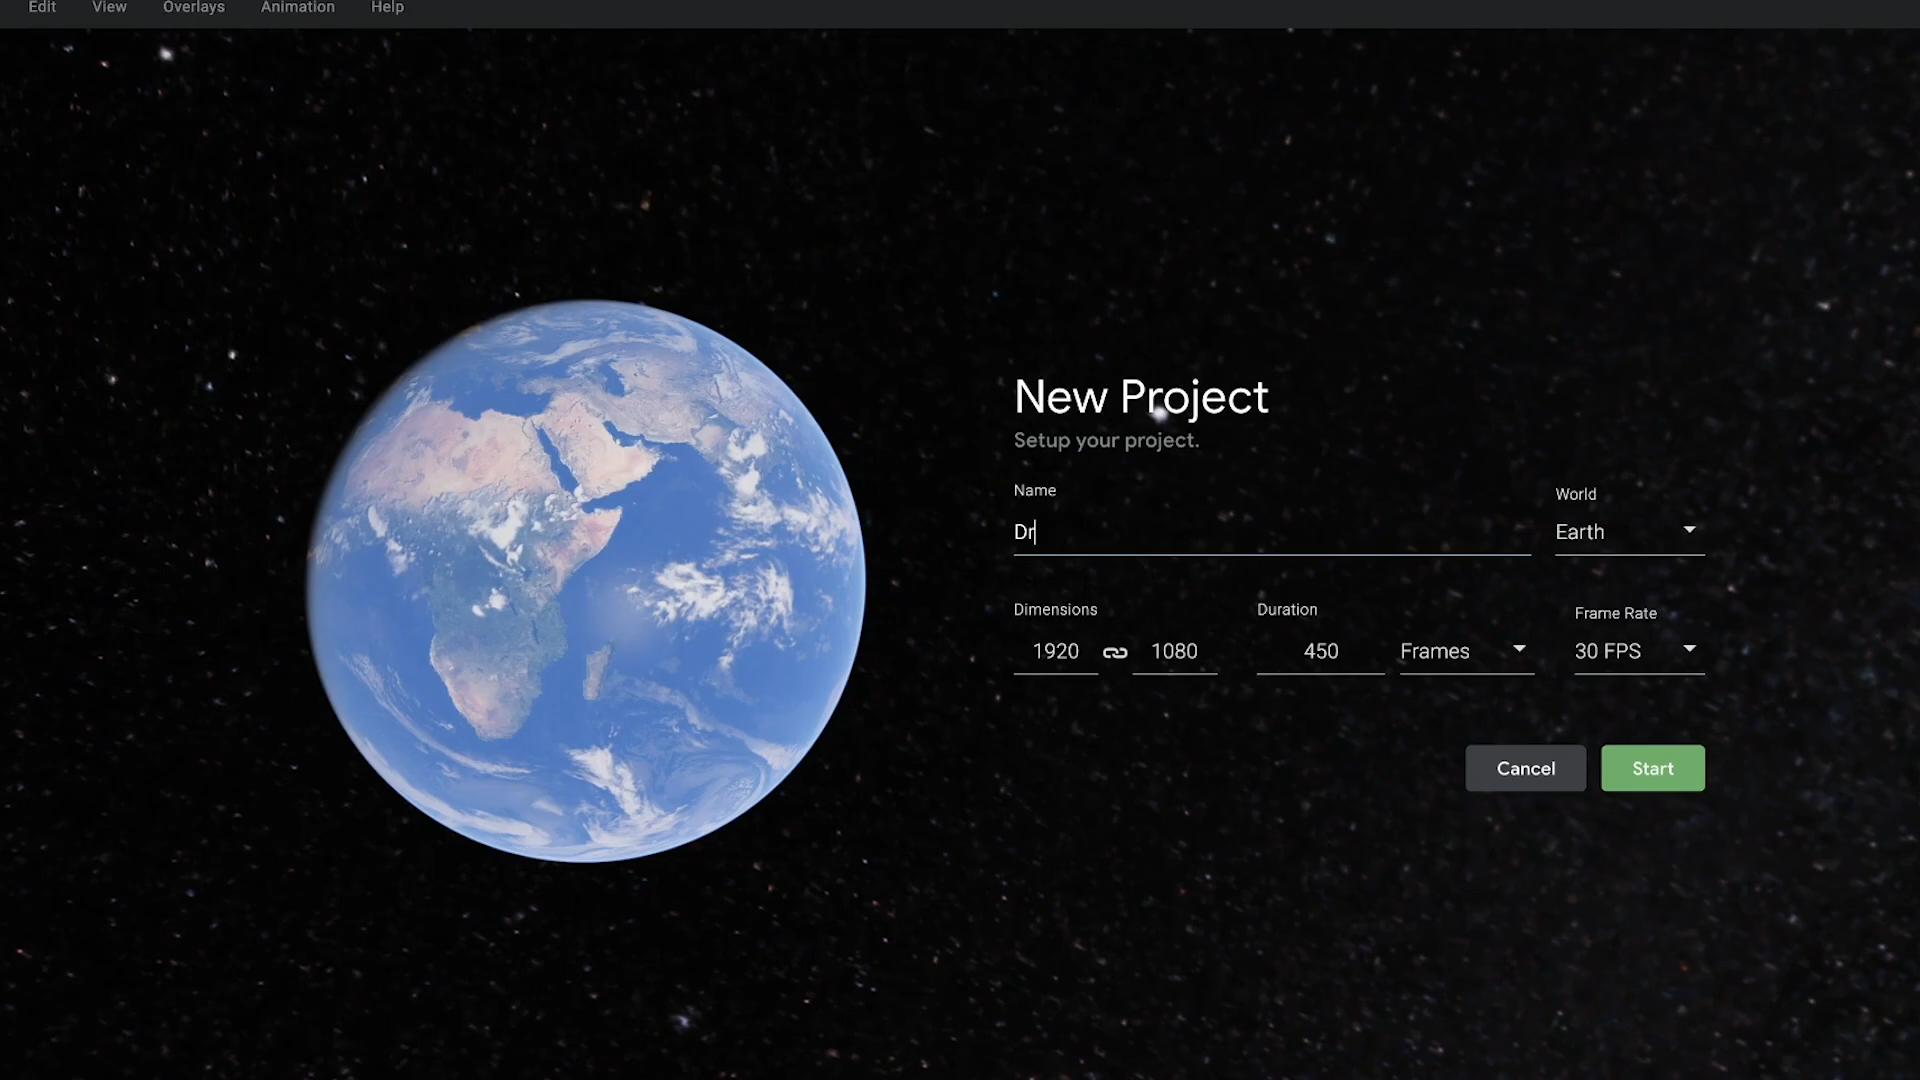 Edit View Overlays Animation Help
New Project
Setup your project.
Name
World
Dr
Earth
Dimensions
Duration
Frame Rate
1920 1080 450 Frames 30 FPS
Cancel Start